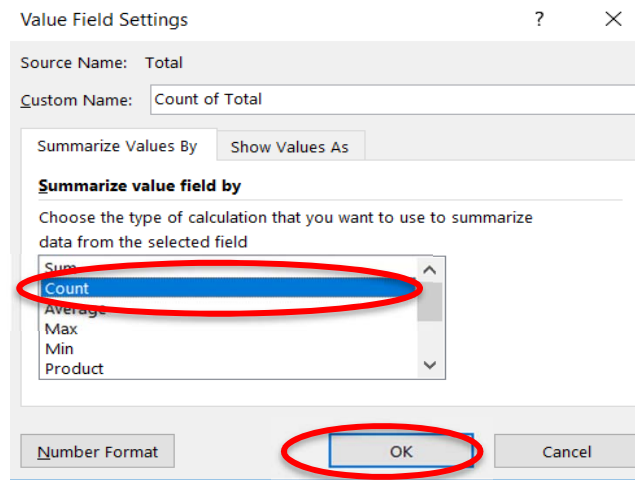 Value Field Settings ? ×
Source Name: Total
Custom Name: Count of Total
Summarize Values By Show Values As
Summarize value field by
Choose the type of calculation that you want to use to summarize
data from the selected field
Sum
Count
Average
Max
Min
Product
Number Format OK Cancel